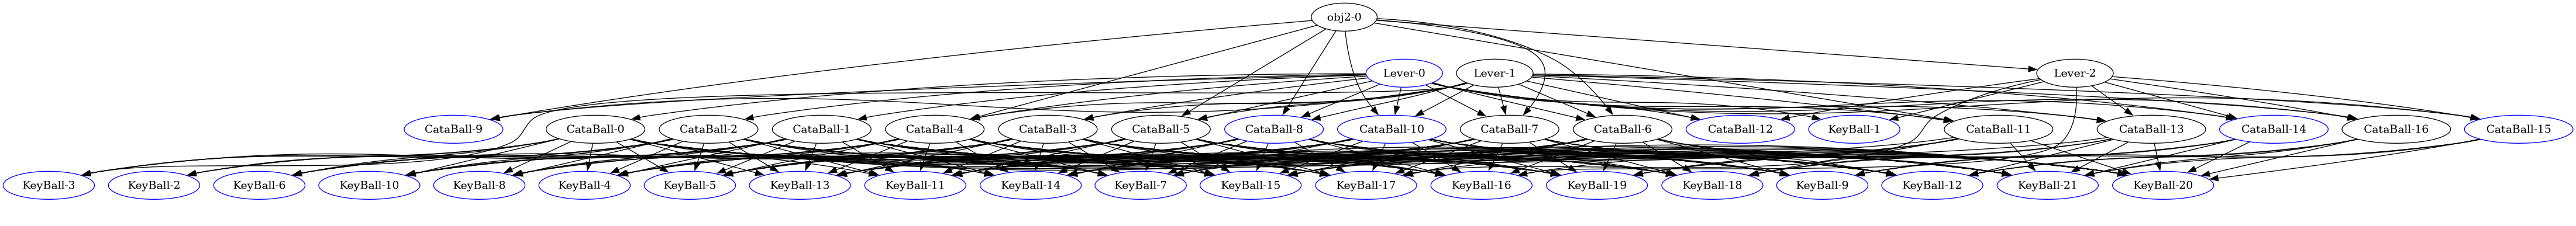 obj2-0
Lever-0 Lever-1 Lever-2
CataBall-9 CataBall-0 CataBall-2 CataBall-1 CataBall-4 CataBall-3 CataBall-5 CataBall-8 CataBall-10 CataBall-7 CataBall-6 CataBall-12 KeyBall-1 CataBall-11 CataBall-13 CataBall-14 CataBall-16 CataBall-15
KeyBall-3 KeyBall-2 KeyBall-6 KeyBall-10 KeyBall-8 KeyBall-4 KeyBall-5 KeyBall-13 KeyBall-11 KeyBall-14 KeyBall-7 KeyBall-15 KeyBall-17 KeyBall-16 KeyBall-19 KeyBall-18 KeyBall-9 KeyBall-12 KeyBall-21 KeyBall-20